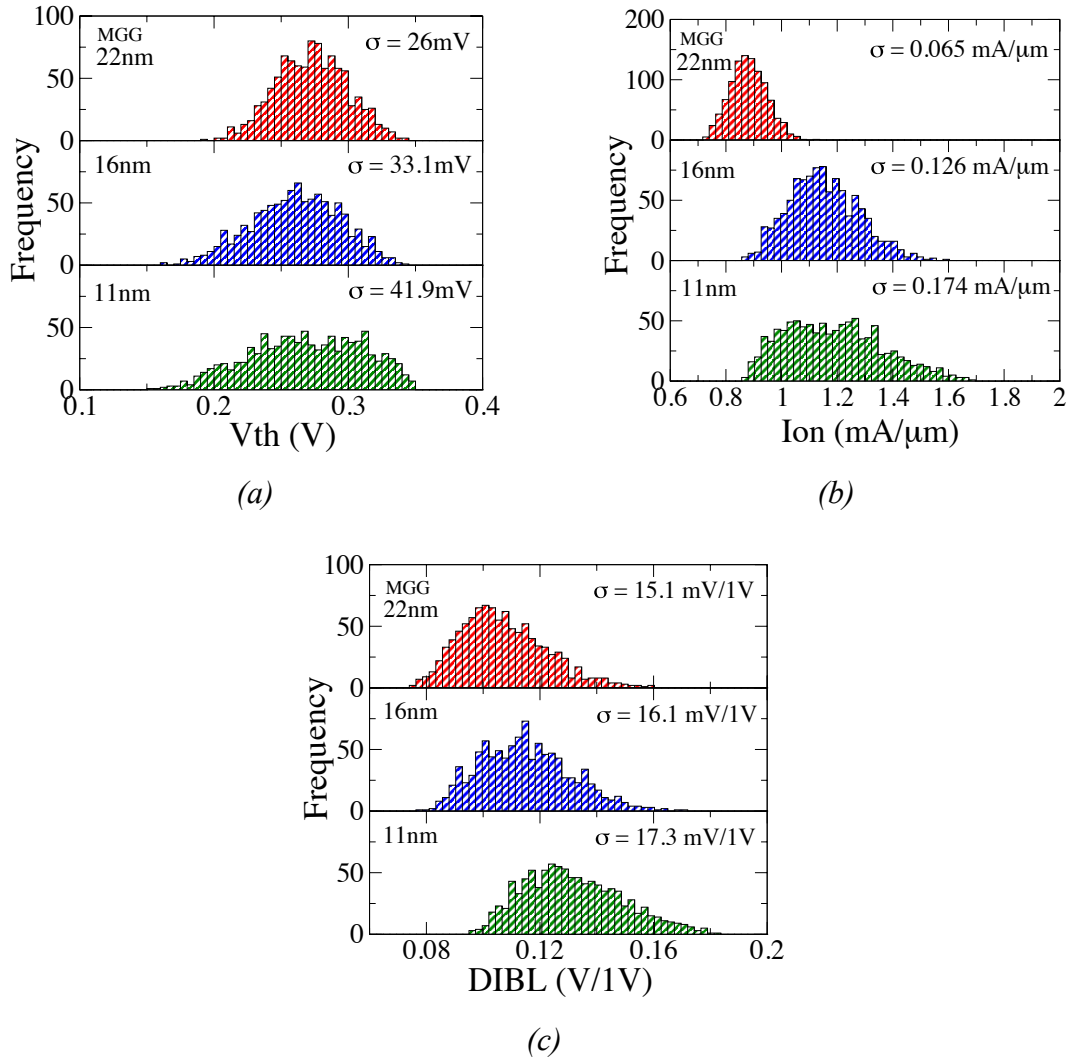 100
MGG
22nm
σ = 26mV
50
0
16nm
σ = 33.1mV
50
0
11nm
σ = 41.9mV
50
0
0.1 0.2 0.3 0.4
Frequency
Vth (V)
(a)
200
MGG
22nm
σ = 0.065 mA/μm
100
0
16nm
σ = 0.126 mA/μm
50
0
11nm
σ = 0.174 mA/μm
50
0
0.6 0.8 1 1.2 1.4 1.6 1.8 2
Frequency
Ion (mA/μm)
(b)
100
MGG
22nm
σ = 15.1 mV/1V
50
0
16nm
σ = 16.1 mV/1V
50
0
11nm
σ = 17.3 mV/1V
50
0
0.08 0.12 0.16 0.2
Frequency
DIBL (V/1V)
(c)